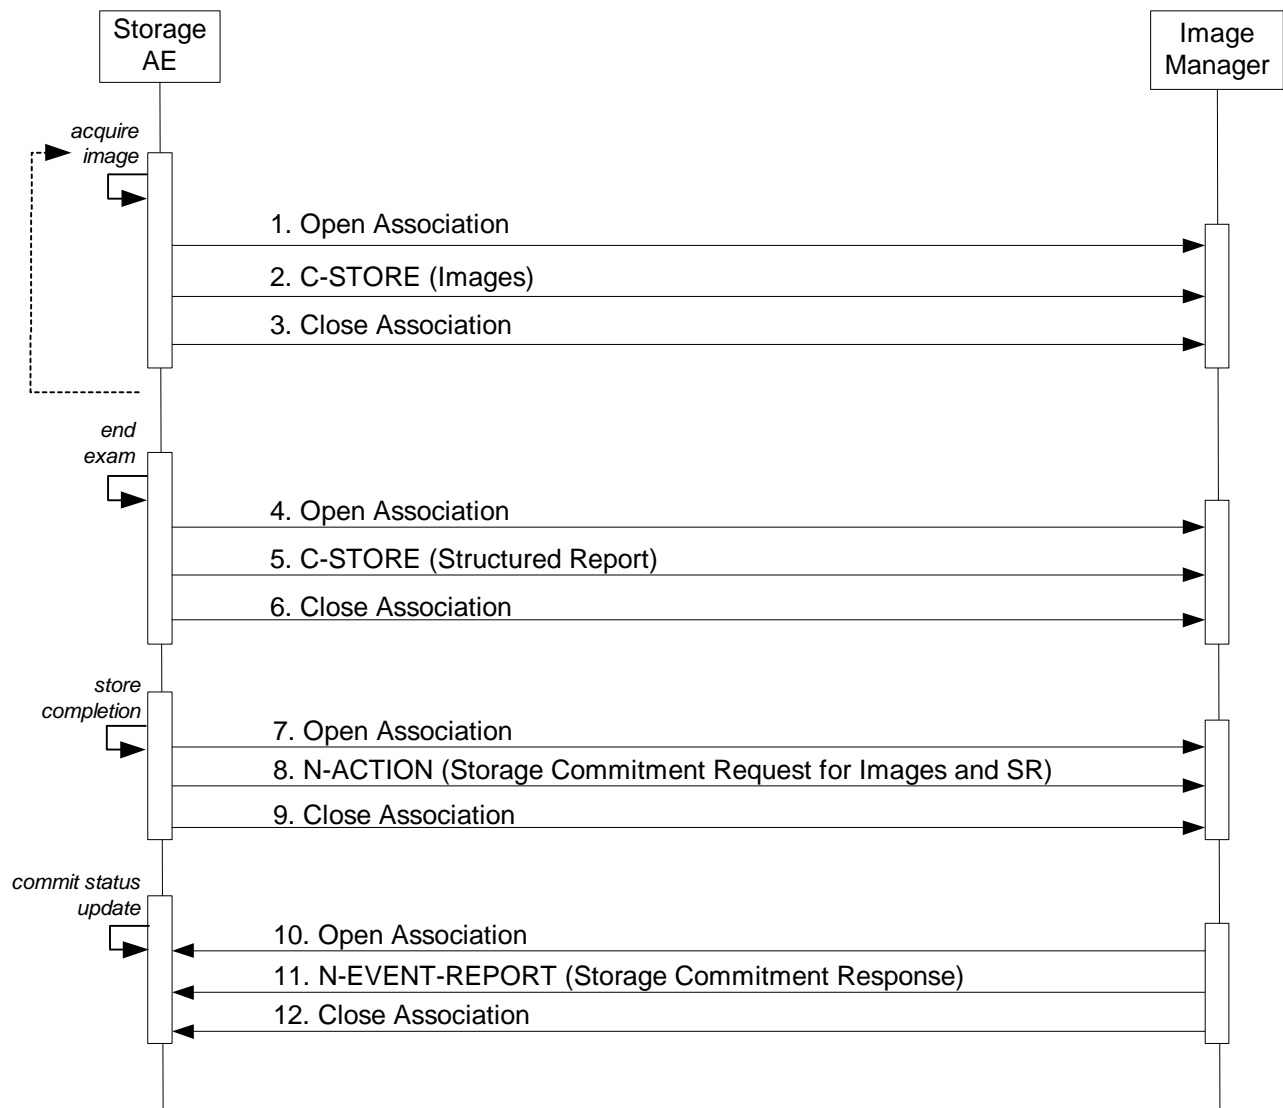 Storage
AE
Image
Manager
acquire
image
1. Open Association
2. C-STORE (Images)
3. Close Association
end
exam
4. Open Association
5. C-STORE (Structured Report)
6. Close Association
store
completion
7. Open Association
8. N-ACTION (Storage Commitment Request for Images and SR)
9. Close Association
commit status
update
10. Open Association
11. N-EVENT-REPORT (Storage Commitment Response)
12. Close Association